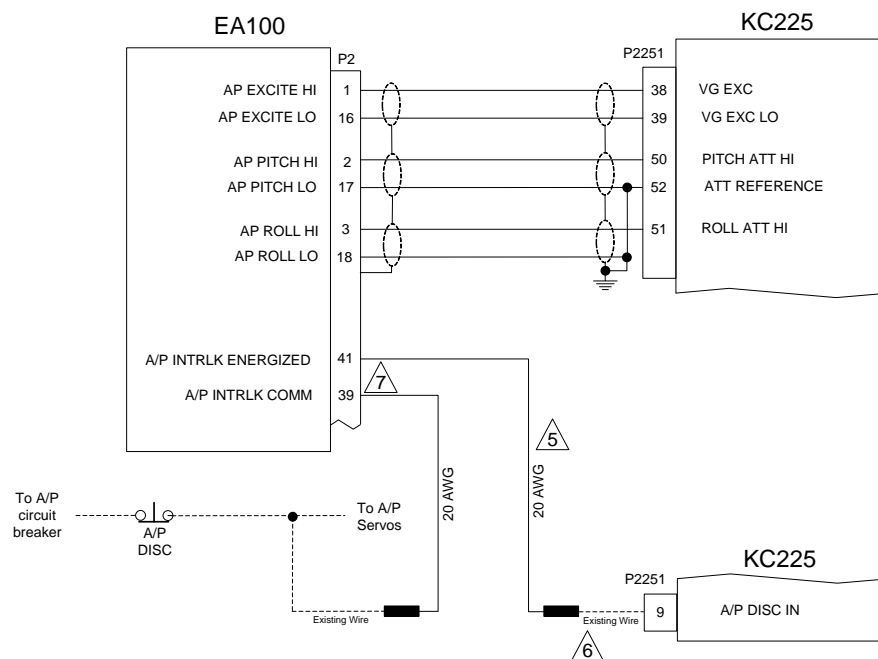 EA100
KC225
P2
P2251
AP EXCITE HI 1 38 VG EXC
AP EXCITE LO 16 39 VG EXC LO
AP PITCH HI 2 50 PITCH ATT HI
AP PITCH LO 17 52 ATT REFERENCE
AP ROLL HI 3 51 ROLL ATT HI
AP ROLL LO 18
A/P INTRLK ENERGIZED 41
7
A/P INTRLK COMM 39
5
20 AWG
20 AWG
To A/P
circuit
breaker
A/P
DISC
To A/P
Servos
Existing Wire
KC225
P2251
Existing Wire
9 A/P DISC IN
6